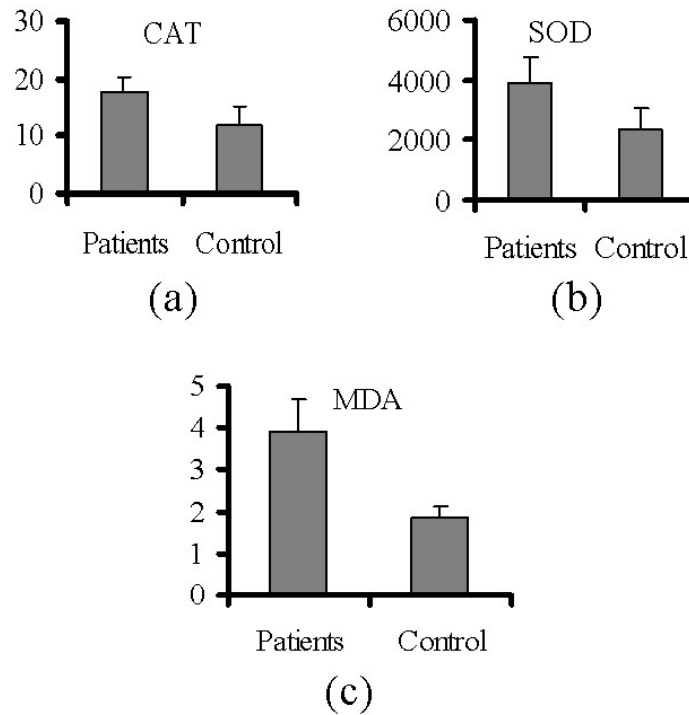 CAT
30
20
10
0
Patients Control
(a)
SOD
6000
4000
2000
0
Patients Control
(b)
MDA
5
4
3
2
1
0
Patients Control
(c)